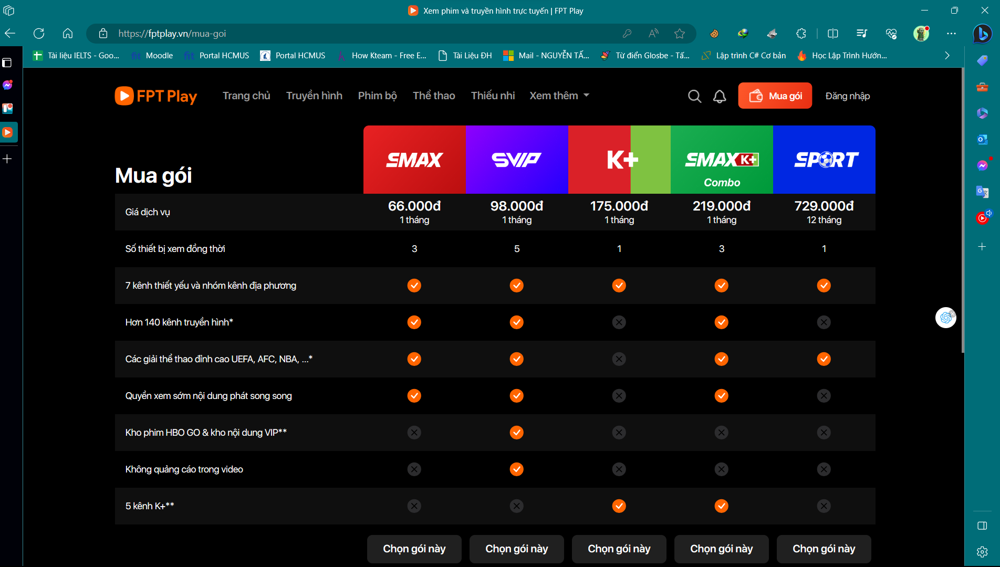 Xem phim và truyền hình trực tuyến | FPT Play
https://fptplay.vn/mua-goi
Tài liệu IELTS - Goo... fit Moodle fit Portal HCMUS Portal HCMUS How Kteam - Free E... Tài Liệu ĐH Mail - NGUYỄN TẤ... Từ điển Glosbe - Tấ... Lập trình C# Cơ bản Học Lập Trình Hướn...
FPT Play Trang chủ Truyền hình Phim bộ Thể thao Thiếu nhi Xem thêm Mua gói Đăng nhập
Mua gói
SMAX SVIP K+ SMAX K+ Combo SPORT
Giá dịch vụ 66.000đ 98.000đ 175.000đ 219.000đ 729.000đ
1 tháng 1 tháng 1 tháng 1 tháng 12 tháng
Số thiết bị xem đồng thời 3 5 1 3 1
7 kênh thiết yếu và nhóm kênh địa phương
Hơn 140 kênh truyền hình*
Các giải thể thao đỉnh cao UEFA, AFC, NBA, ...*
Quyền xem sớm nội dung phát song song
Kho phim HBO GO & kho nội dung VIP**
Không quảng cáo trong video
5 kênh K+**
Chọn gói này Chọn gói này Chọn gói này Chọn gói này Chọn gói này